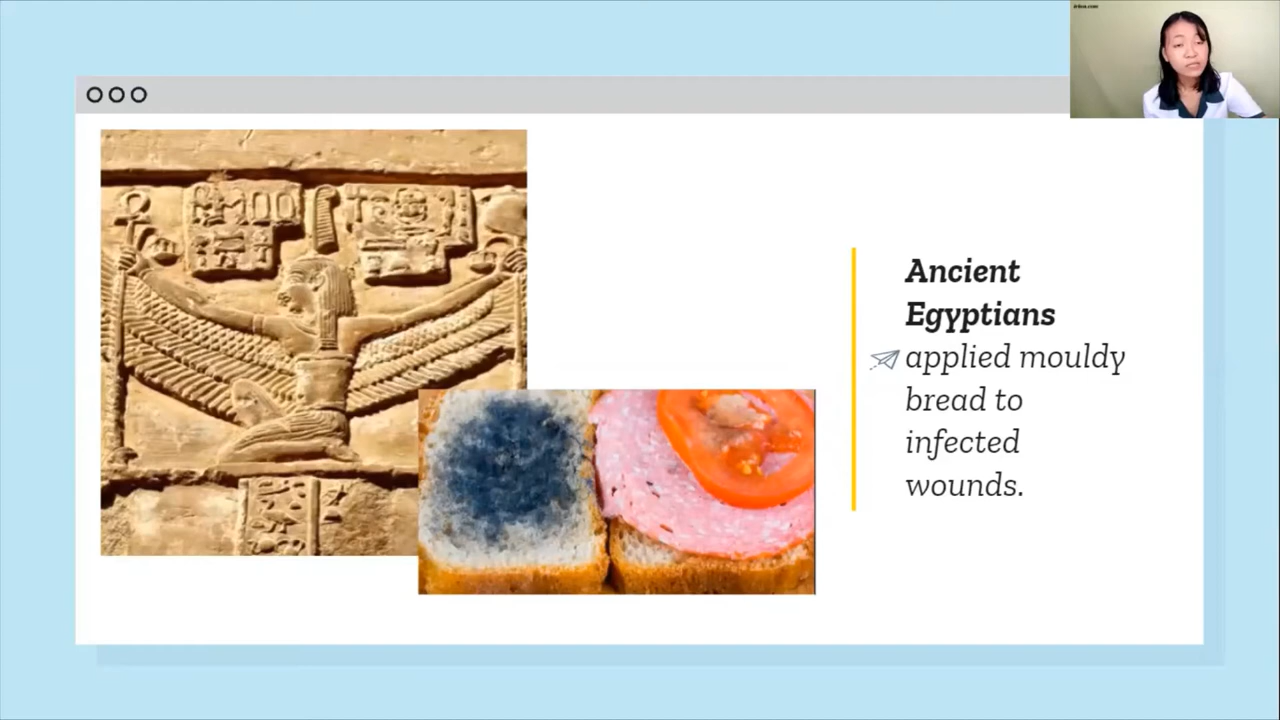 Ancient
Egyptians
applied mouldy
bread to
infected
wounds.